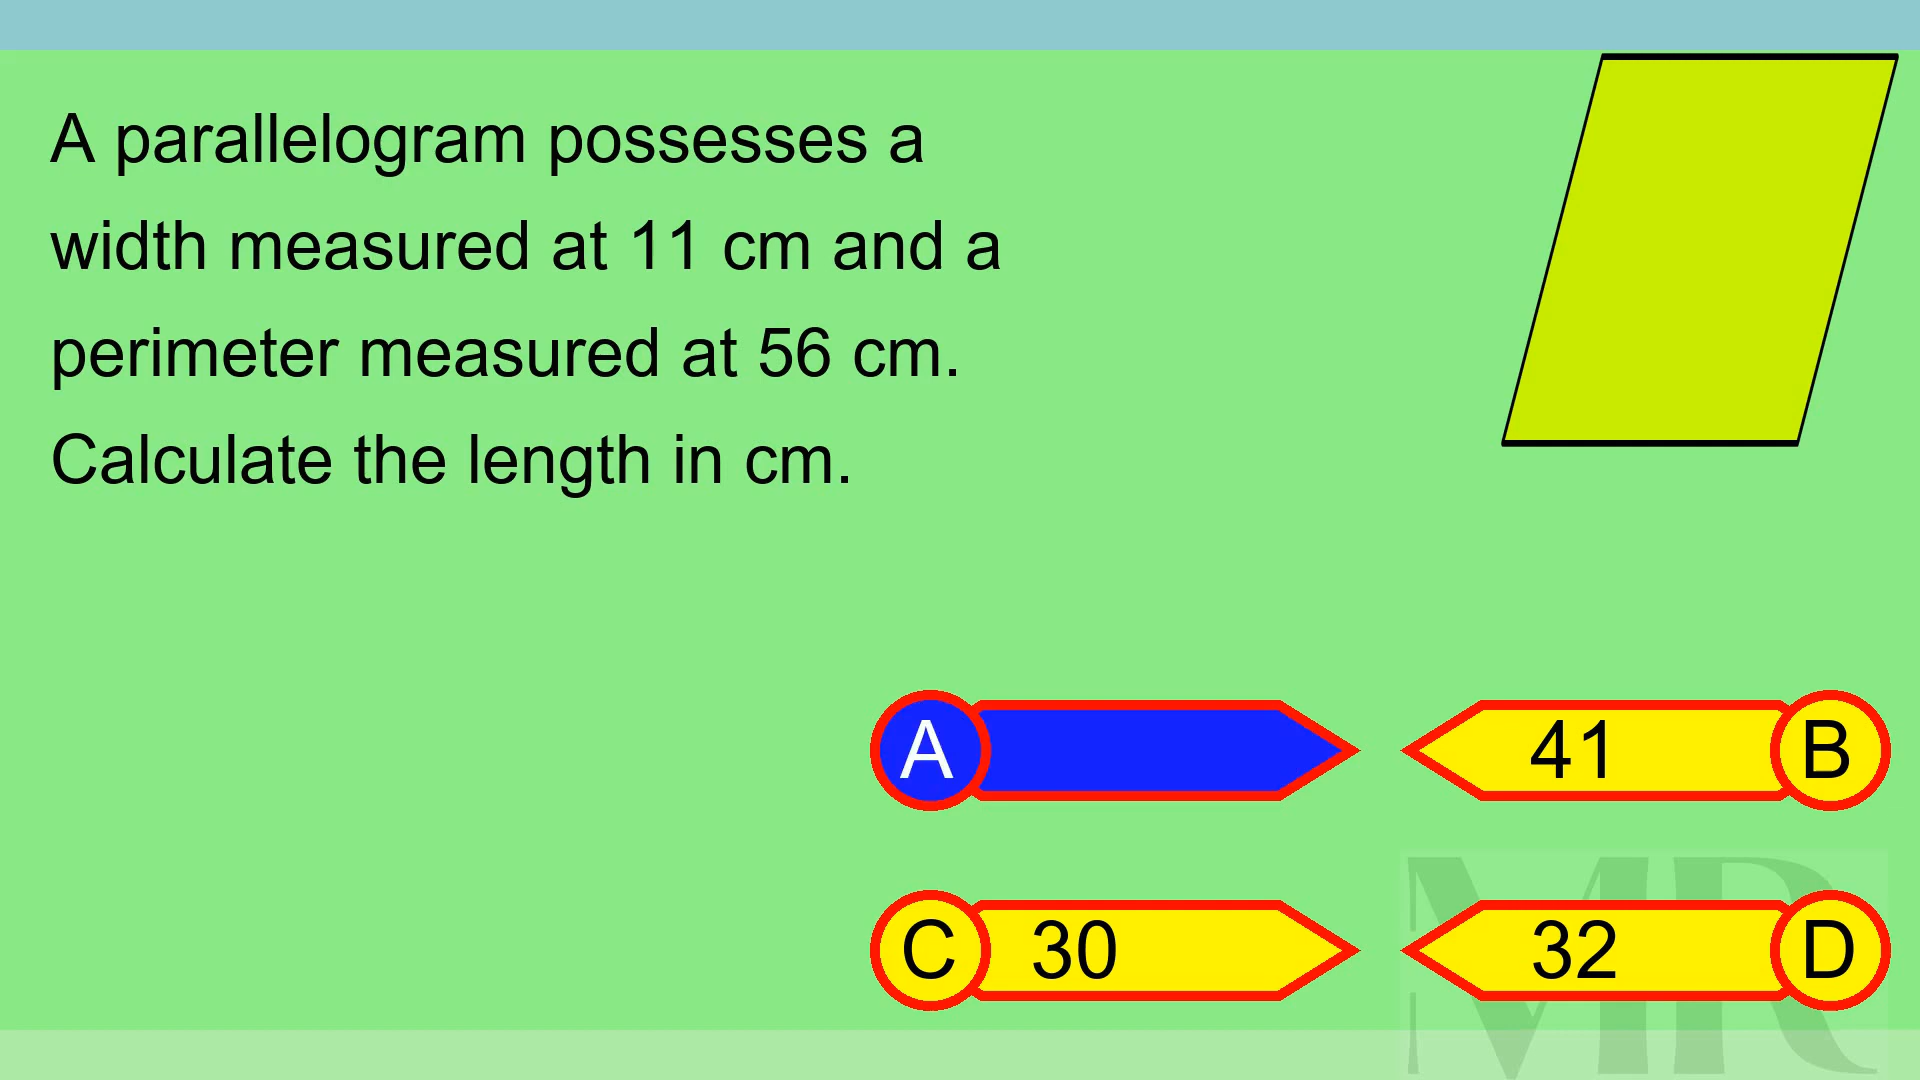 A parallelogram possesses a
width measured at 11 cm and a
perimeter measured at 56 cm.
Calculate the length in cm.
A
41 B
C 30
32 D
MR